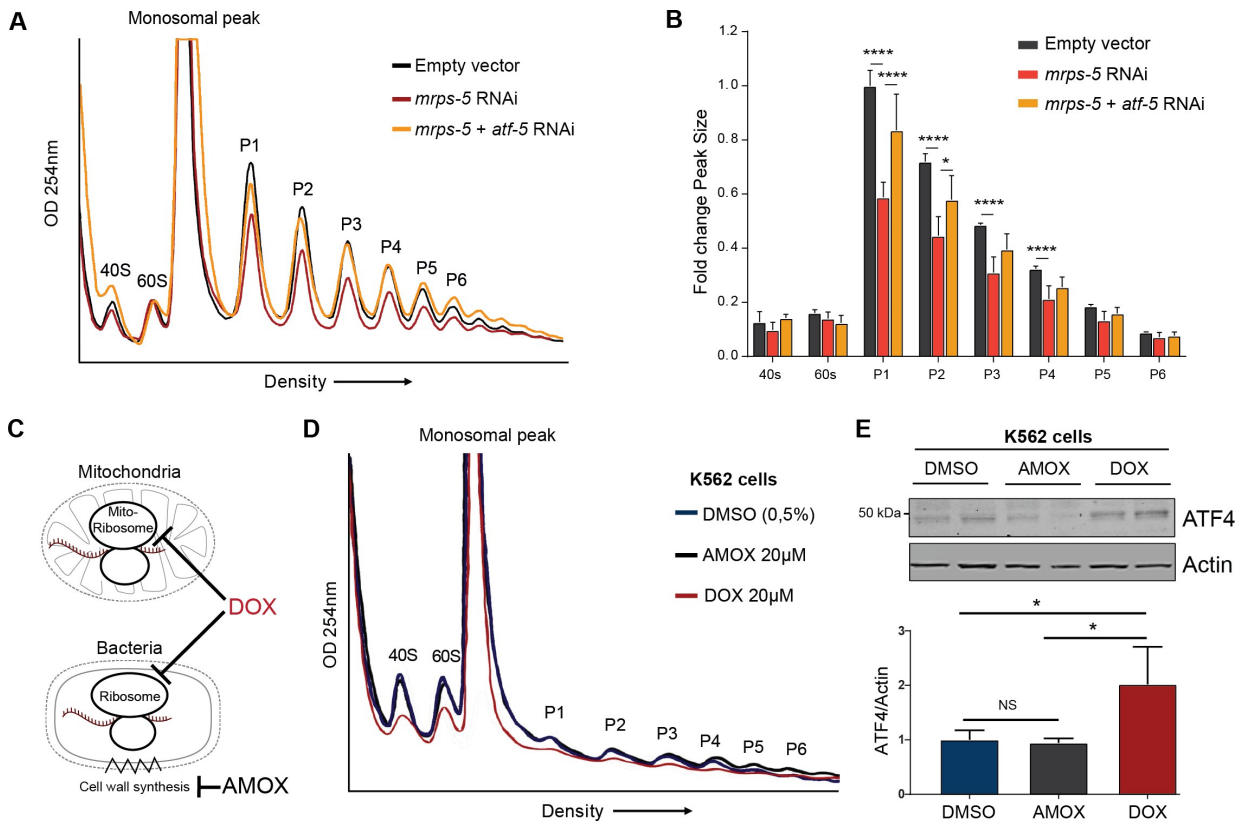 A
Monosomal peak
OD 254nm
Empty vector
mrps-5 RNAi
mrps-5 + atf-5 RNAi
40S
60S
P1
P2
P3
P4
P5
P6
Density
B
Fold change Peak Size
1.2
1.0
0.8
0.6
0.4
0.2
0.0
Empty vector
mrps-5 RNAi
mrps-5 + atf-5 RNAi
****
****
****
*
****
****
40s
60s
P1
P2
P3
P4
P5
P6
C
Mitochondria
Mito-
Ribosome
DOX
Bacteria
Ribosome
Cell wall synthesis
AMOX
D
Monosomal peak
OD 254nm
40S
60S
P1
P2
P3
P4
P5
P6
Density
K562 cells
DMSO (0,5%)
AMOX 20µM
DOX 20µM
E
K562 cells
DMSO
AMOX
DOX
50 kDa
ATF4
Actin
ATF4/Actin
3
2
1
0
*
*
NS
DMSO
AMOX
DOX